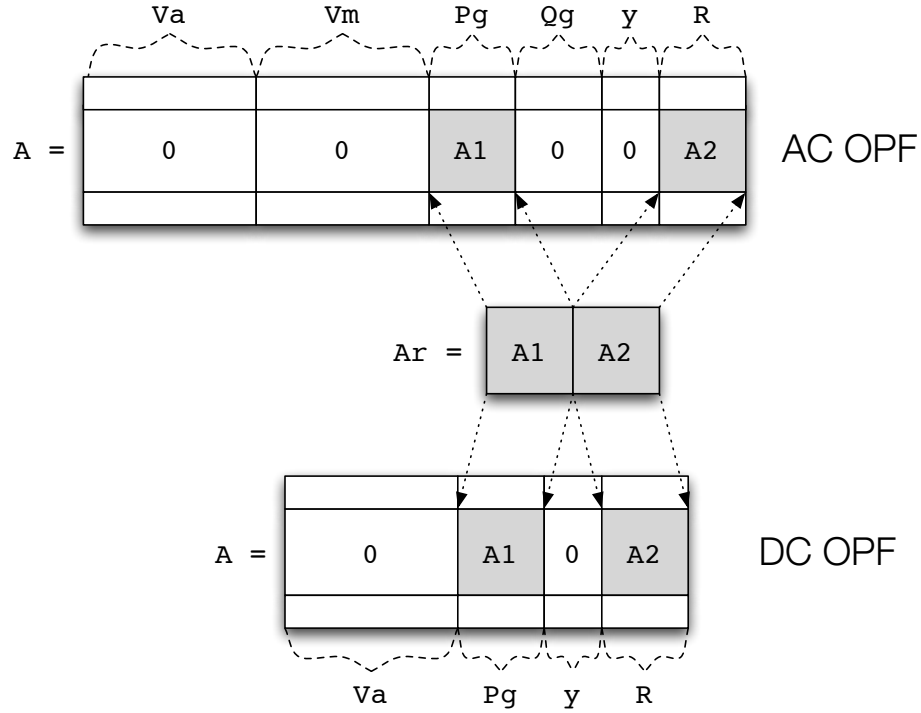 Va Vm Pg Qg y R
A = 0 0 A1 0 0 A2 AC OPF
Ar = A1 A2
A = 0 A1 0 A2 DC OPF
Va Pg y R